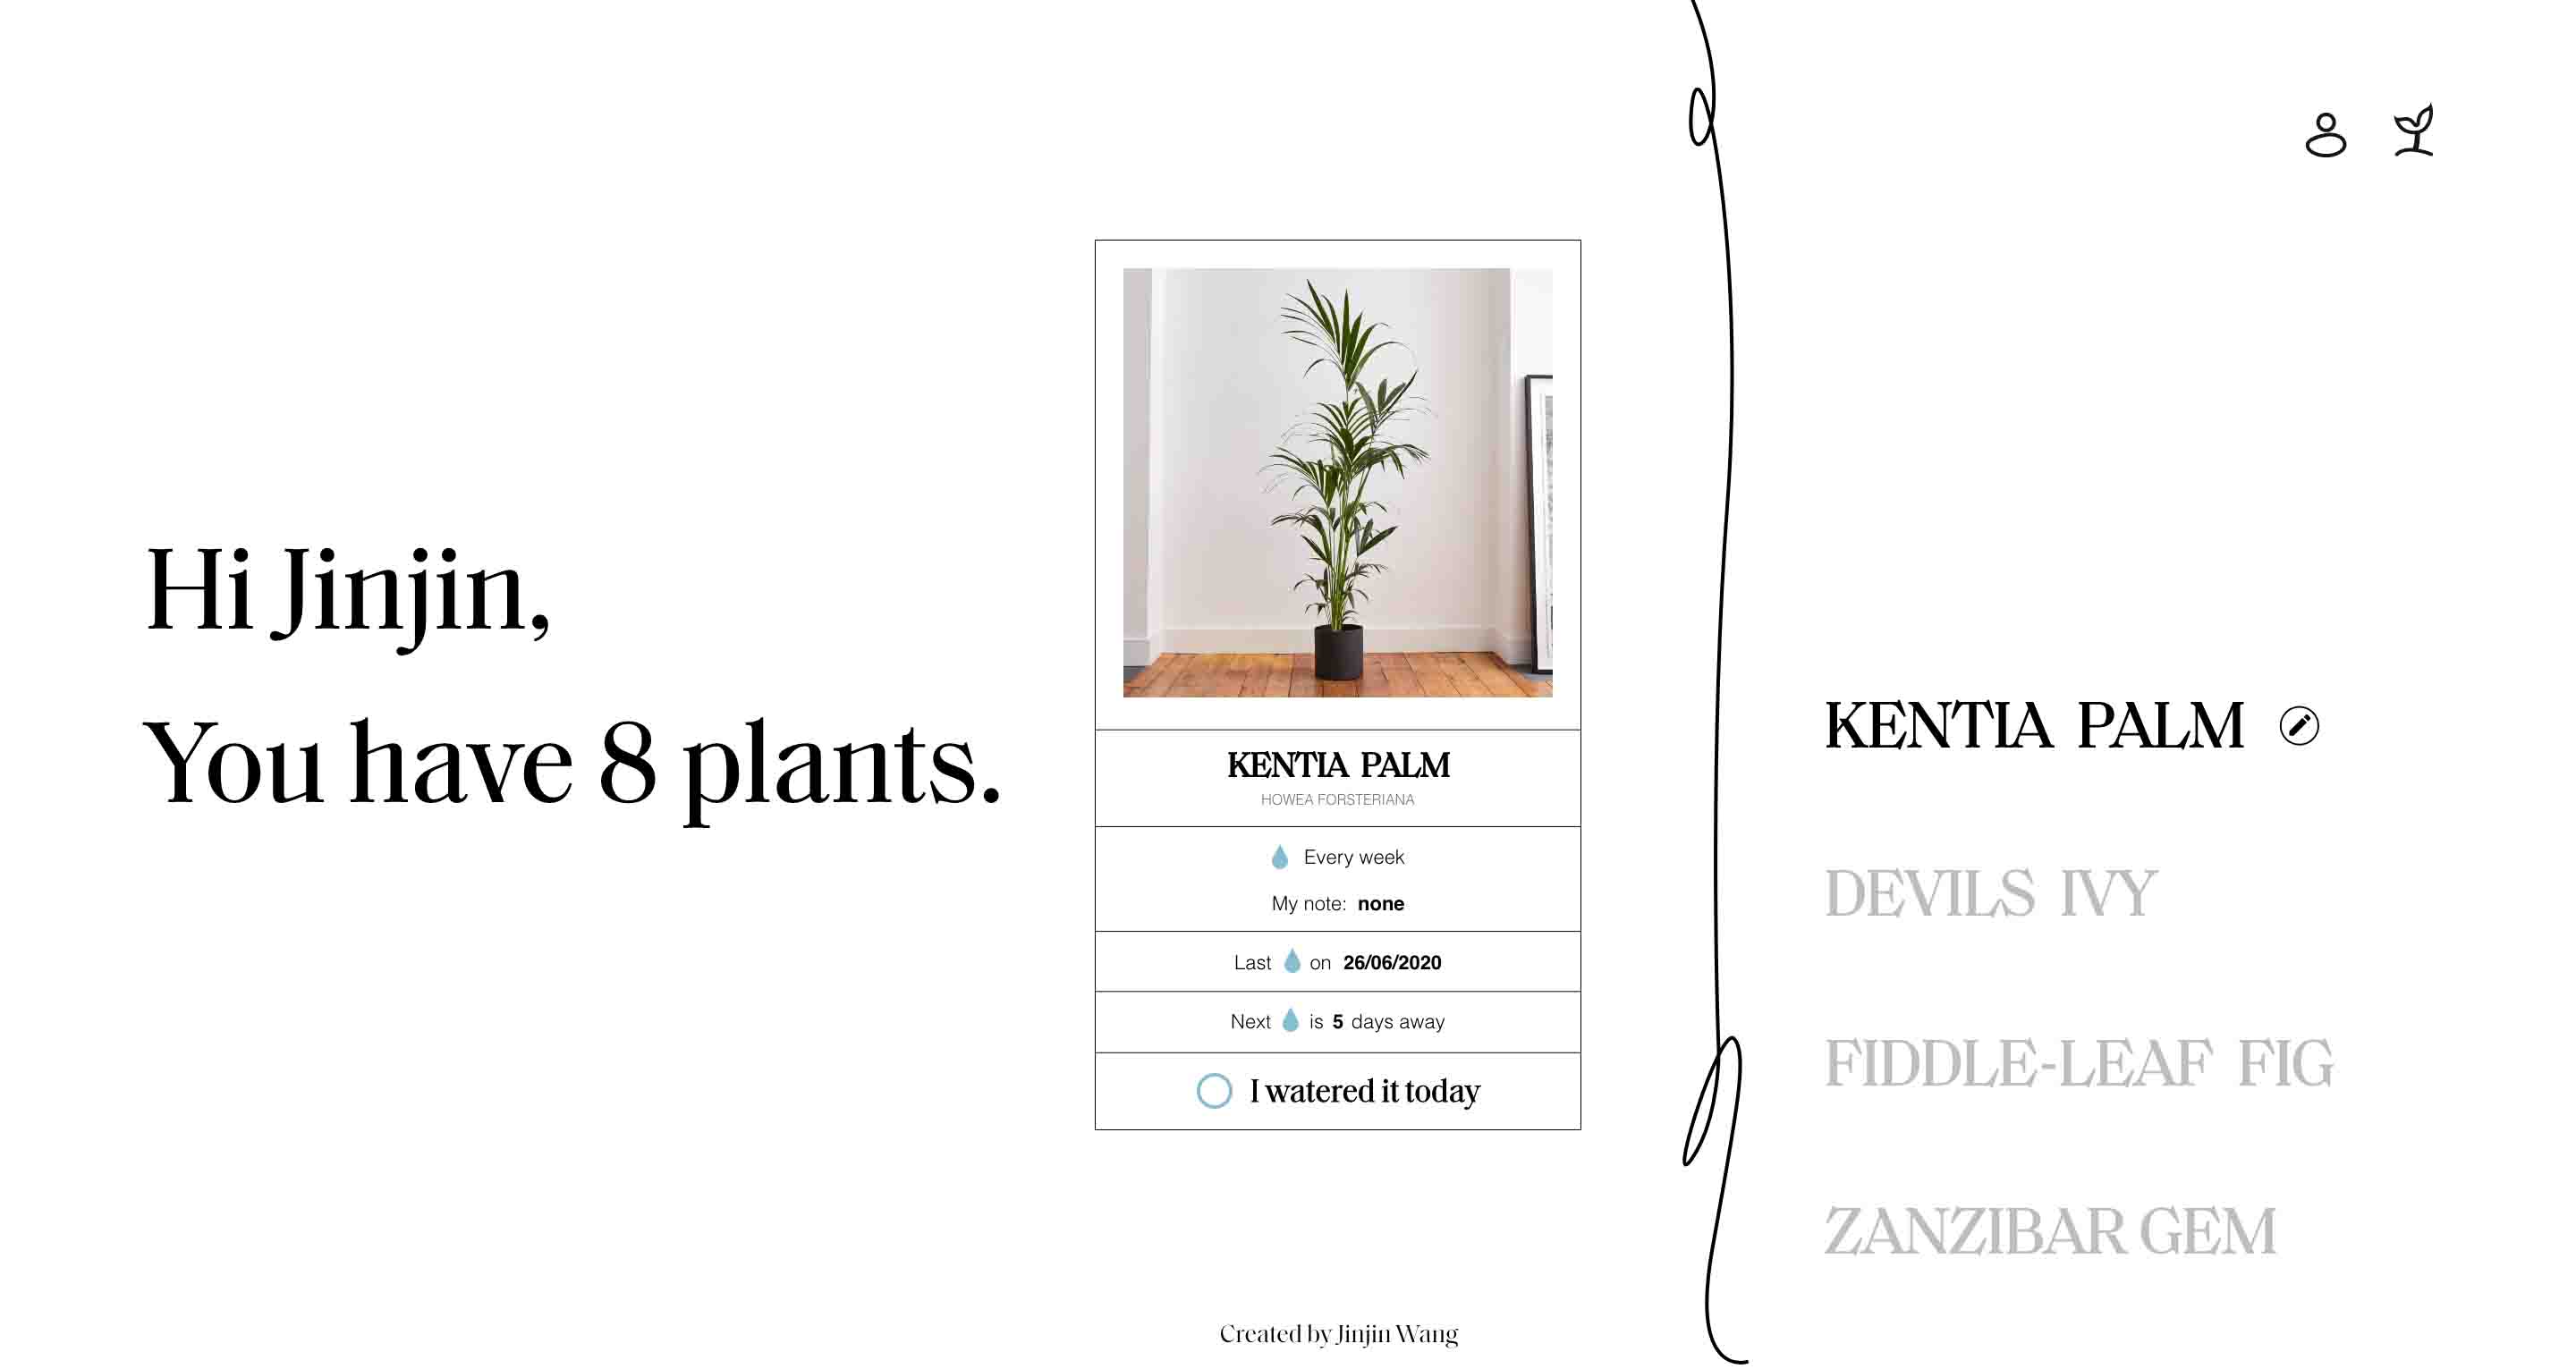 Hi Jinjin,
You have 8 plants.
KENTIA PALM
HOWEA FORSTERIANA
Every week
My note: none
Last on 26/06/2020
Next is 5 days away
I watered it today
Created by Jinjin Wang
KENTIA PALM
DEVILS IVY
FIDDLE-LEAF FIG
ZANZIBAR GEM